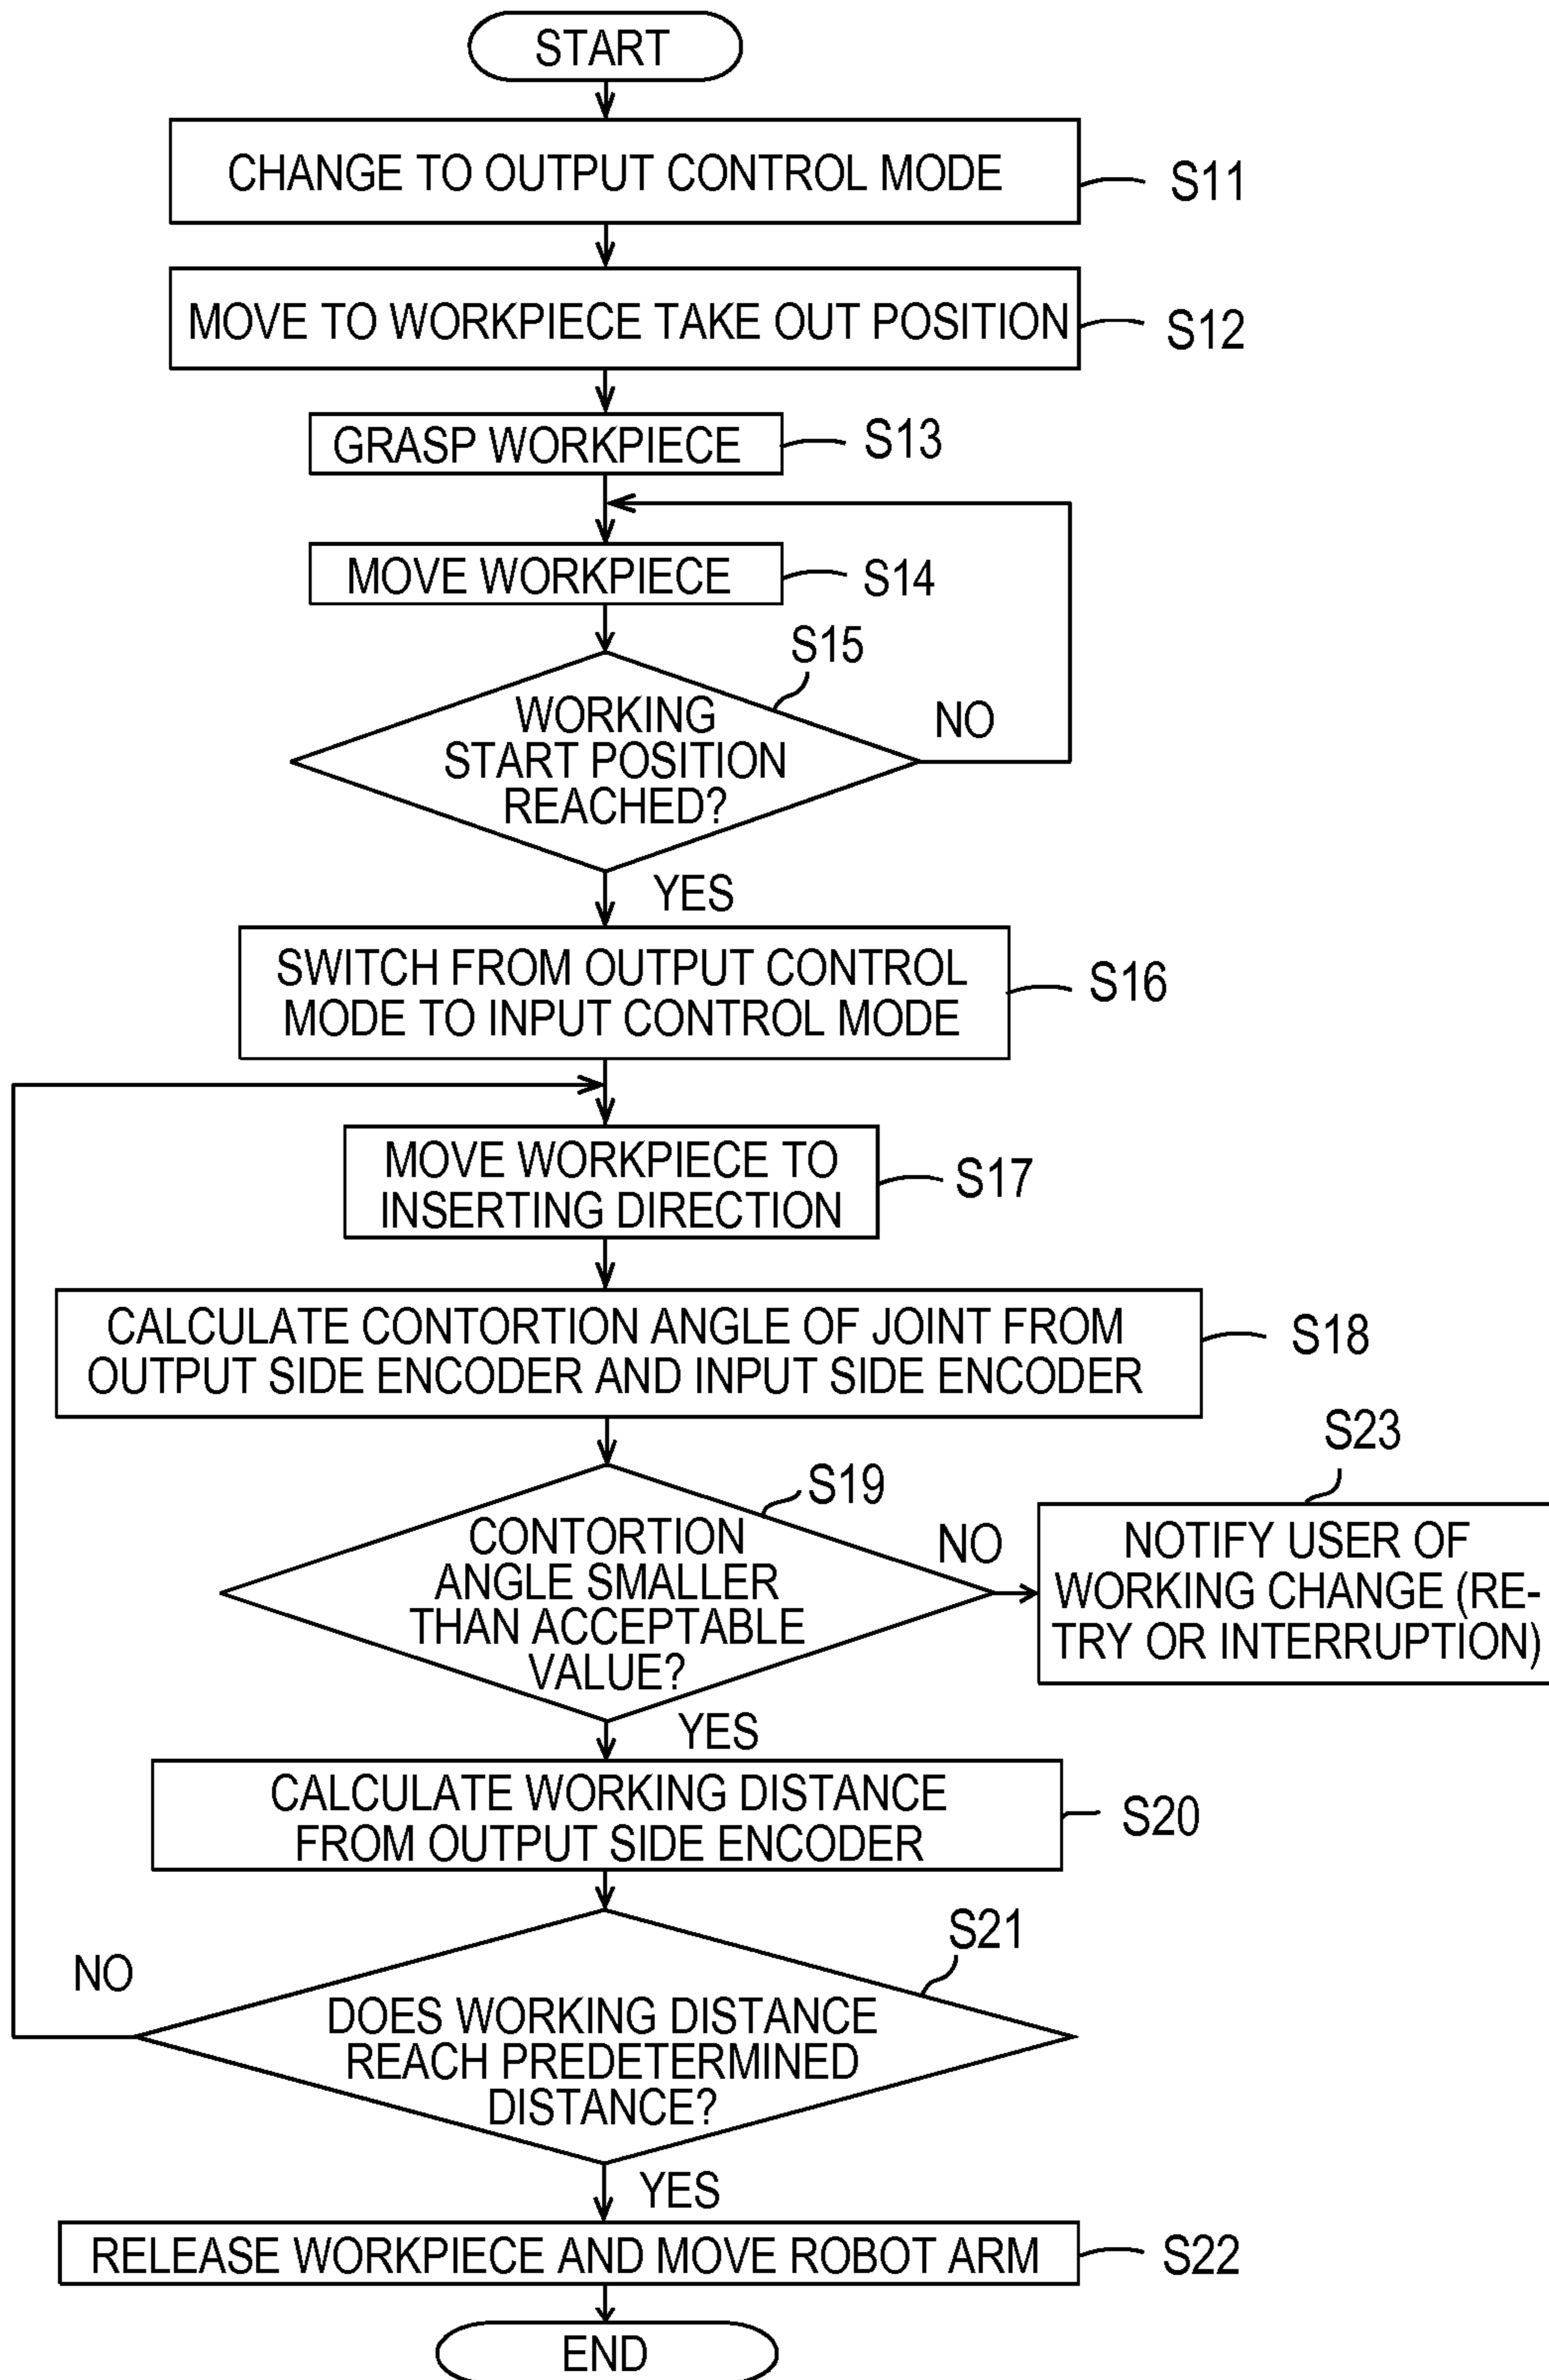 START
CHANGE TO OUTPUT CONTROL MODE
S11
MOVE TO WORKPIECE TAKE OUT POSITION
S12
GRASP WORKPIECE
S13
MOVE WORKPIECE
S14
S15
WORKING
START POSITION
REACHED?
NO
YES
SWITCH FROM OUTPUT CONTROL
MODE TO INPUT CONTROL MODE
S16
MOVE WORKPIECE TO
INSERTING DIRECTION
S17
CALCULATE CONTORTION ANGLE OF JOINT FROM
OUTPUT SIDE ENCODER AND INPUT SIDE ENCODER
S18
S19
CONTORTION
ANGLE SMALLER
THAN ACCEPTABLE
VALUE?
NO
S23
NOTIFY USER OF
WORKING CHANGE (RE-
TRY OR INTERRUPTION)
YES
CALCULATE WORKING DISTANCE
FROM OUTPUT SIDE ENCODER
S20
S21
NO
DOES WORKING DISTANCE
REACH PREDETERMINED
DISTANCE?
YES
RELEASE WORKPIECE AND MOVE ROBOT ARM
S22
END